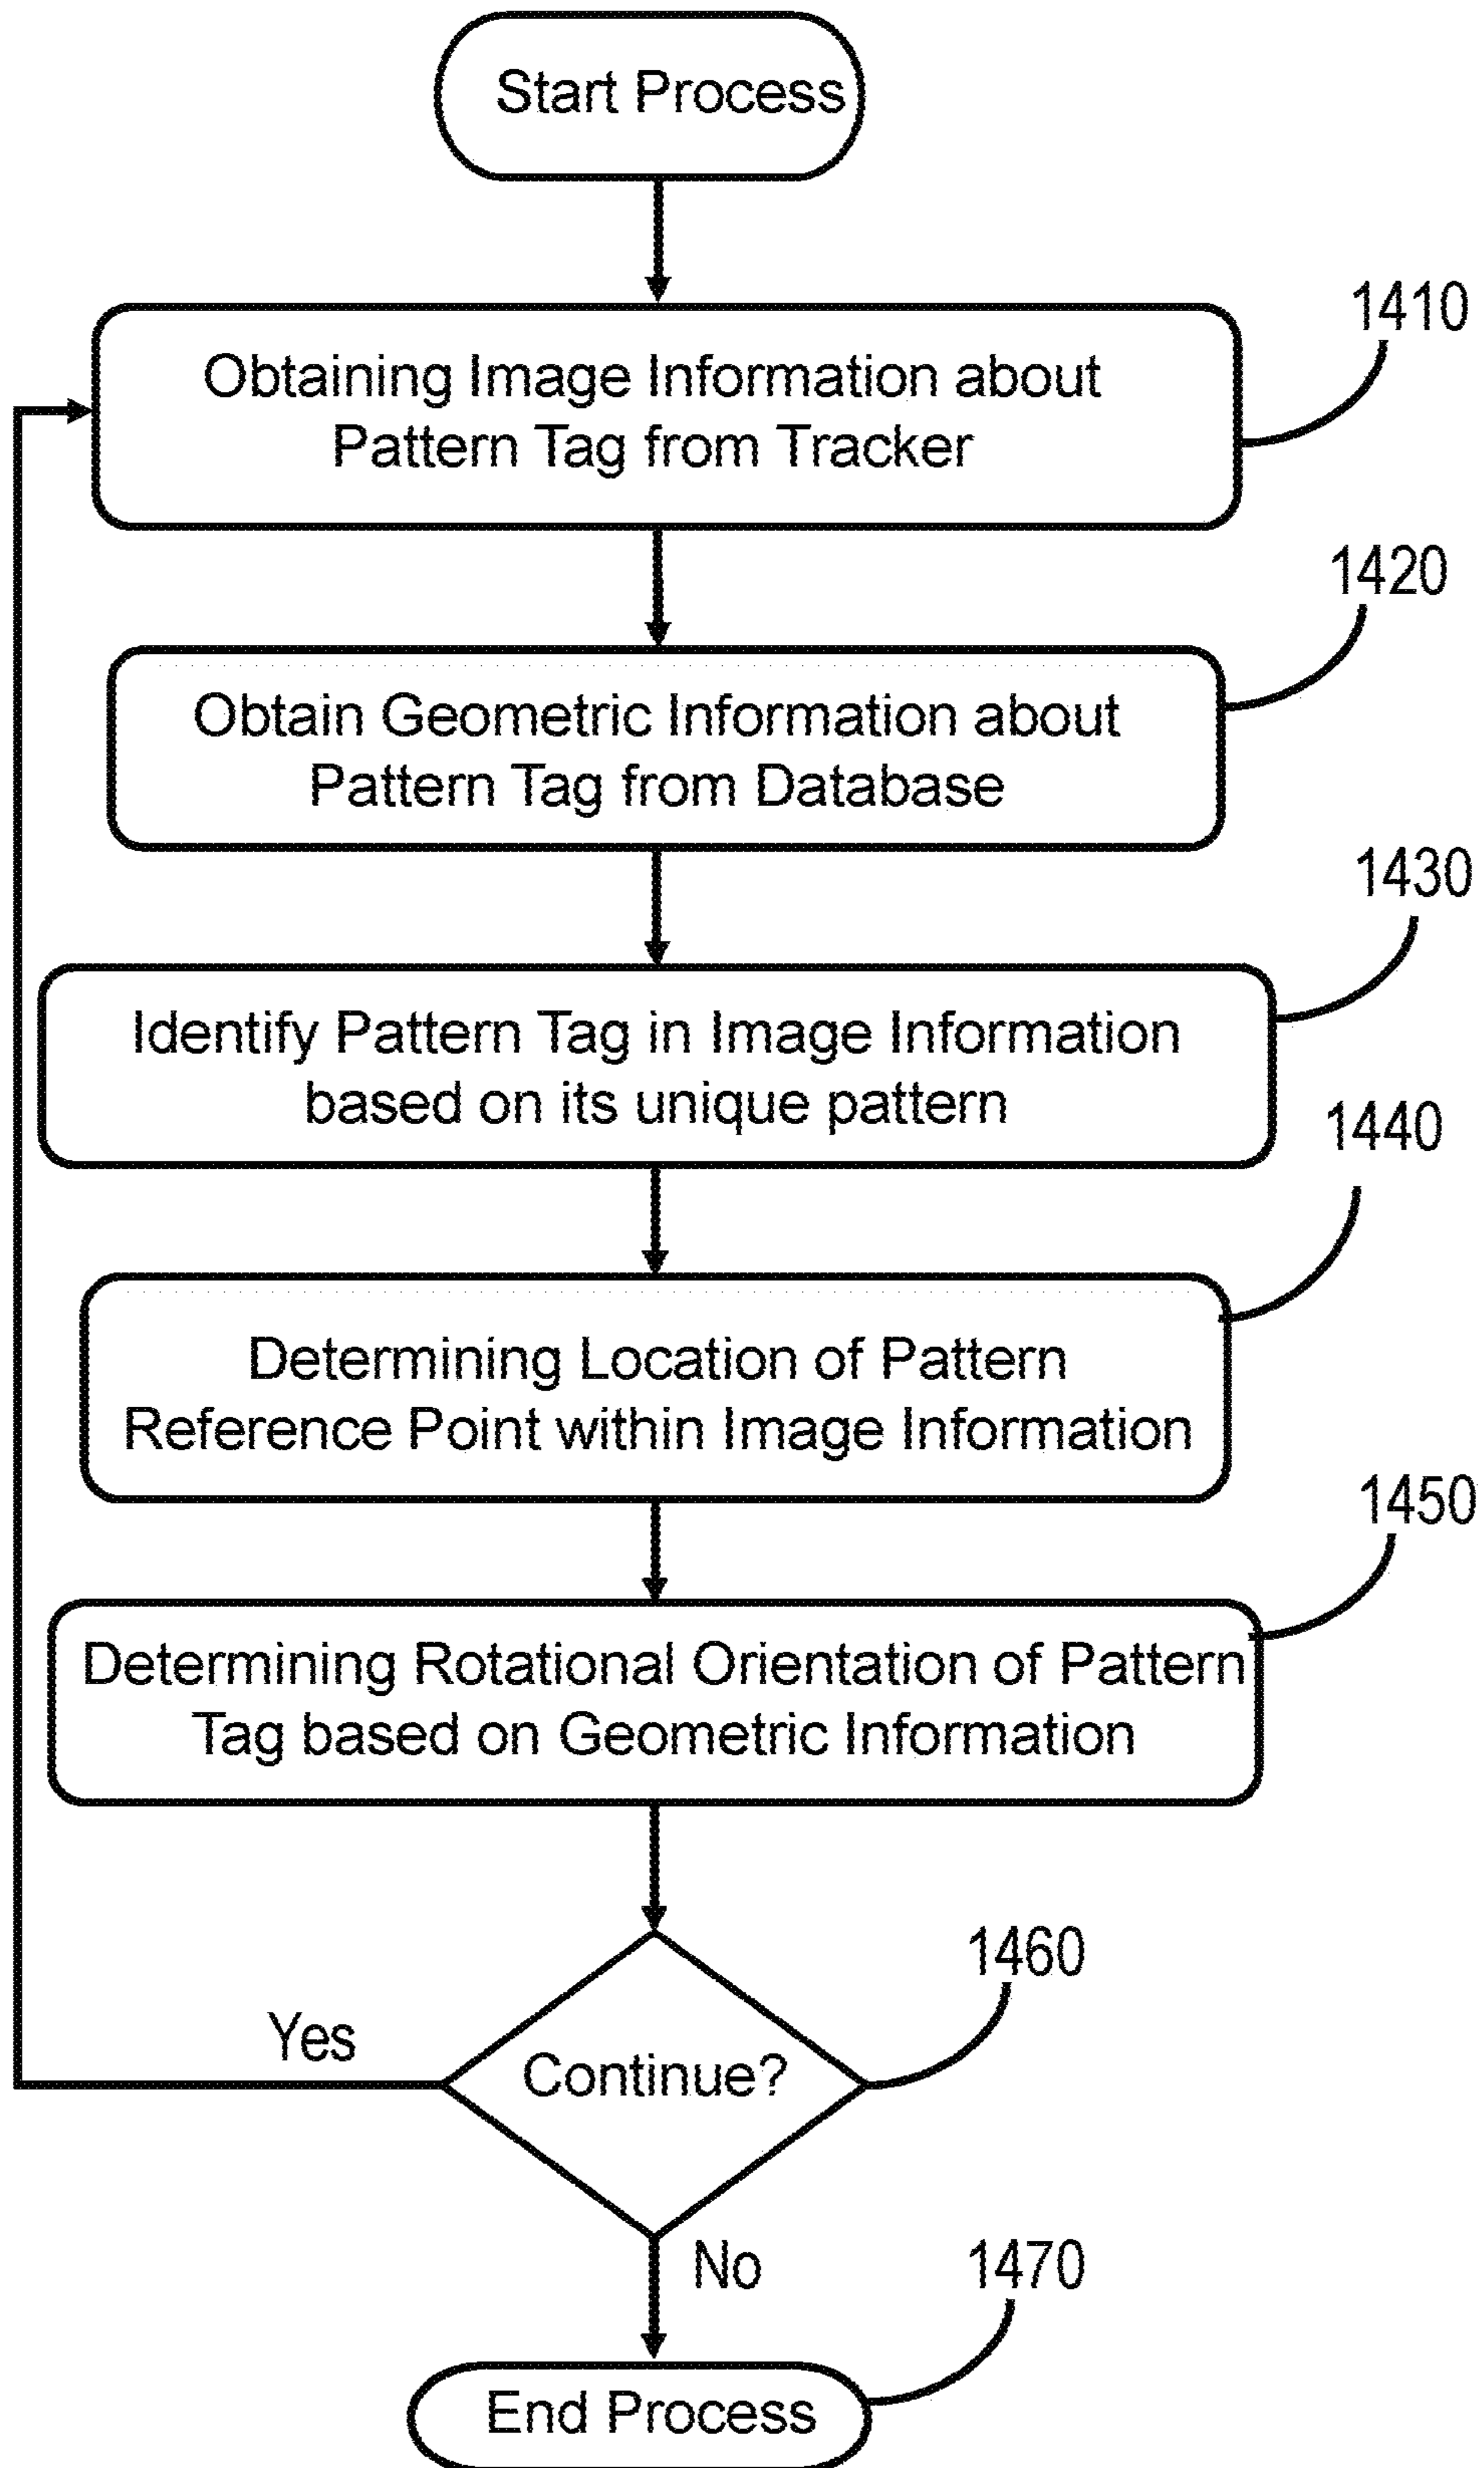 Start Process
1410
Obtaining Image Information about
Pattern Tag from Tracker
1420
Obtain Geometric Information about
Pattern Tag from Database
1430
Identify Pattern Tag in Image Information
based on its unique pattern
1440
Determining Location of Pattern
Reference Point within Image Information
1450
Determining Rotational Orientation of Pattern
Tag based on Geometric Information
1460
Yes
Continue?
No
1470
End Process